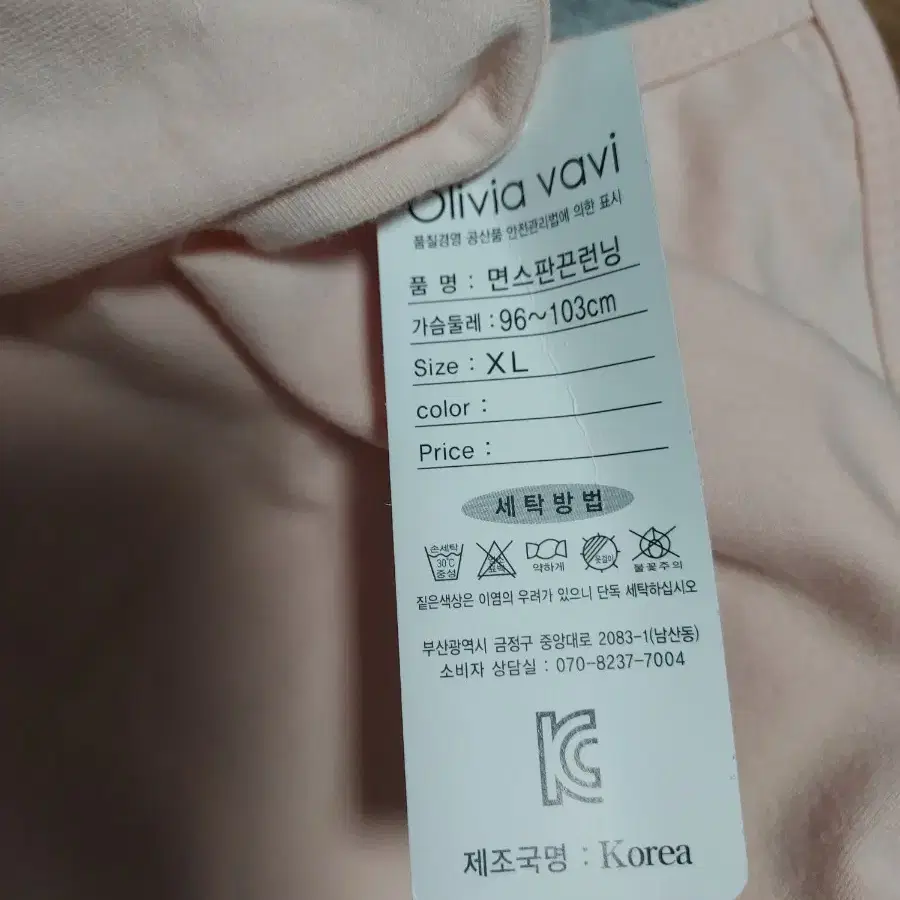 Olivia vavi
품질경영 공산품 안전관리법에 의한 표시
품 명 : 면스판끈런닝
가슴둘레 : 96~103cm
Size : XL
color :
Price :
세탁방법
손세탁 30℃ 중성
약하게
옷걸이
불꽃주의
짙은색상은 이염의 우려가 있으니 단독 세탁하십시오
부산광역시 금정구 중앙대로 2083-1(남산동)
소비자 상담실 : 070-8237-7004
KC
제조국명 : Korea